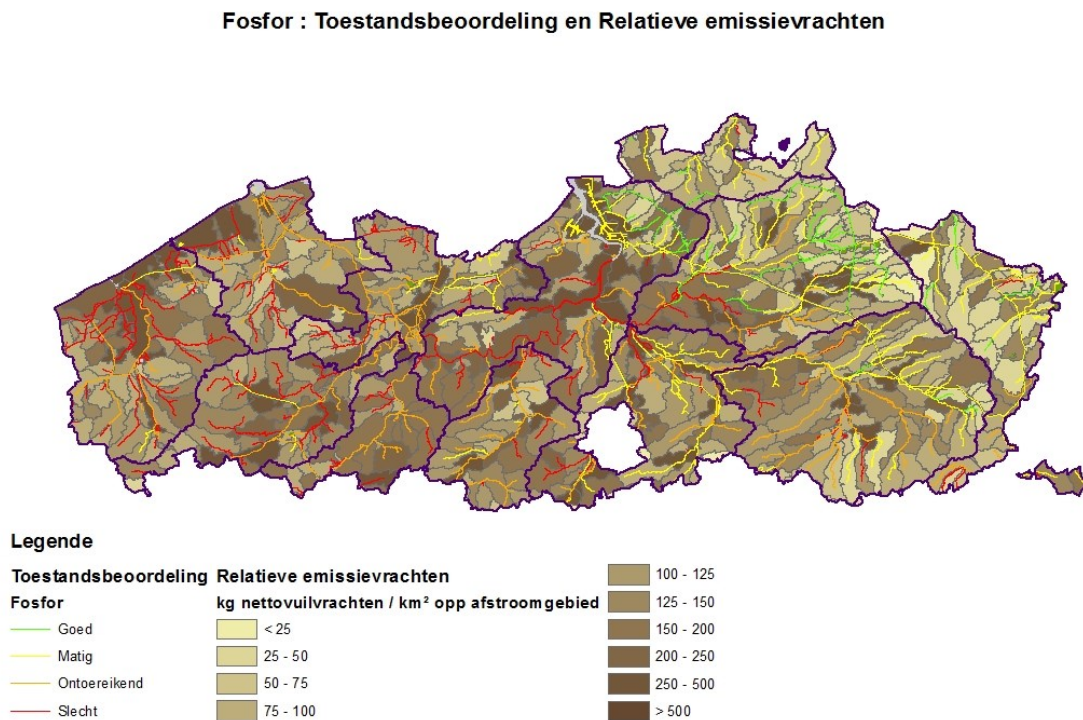 Fosfor : Toestandsbeoordeling en Relatieve emissievrachten
Legende
Toestandsbeoordeling
Fosfor
Goed
Matig
Ontoereikend
Slecht
Relatieve emissievrachten
kg nettovuilvrachten / km² opp afstroomgebied
< 25
25 - 50
50 - 75
75 - 100
100 - 125
125 - 150
150 - 200
200 - 250
250 - 500
> 500